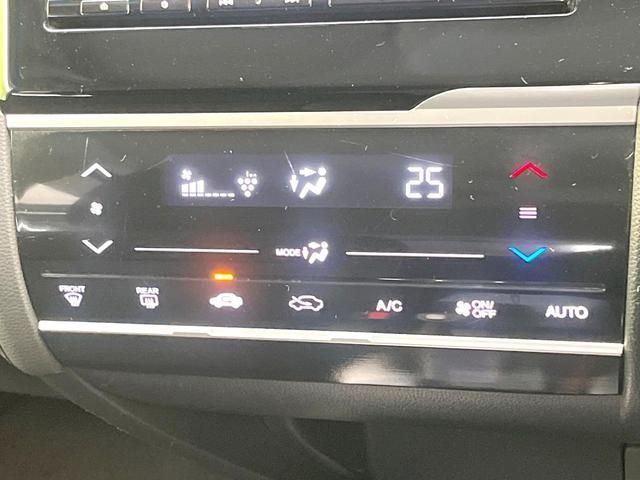 25
MODE
FRONT
REAR
A/C
ON/
OFF
AUTO